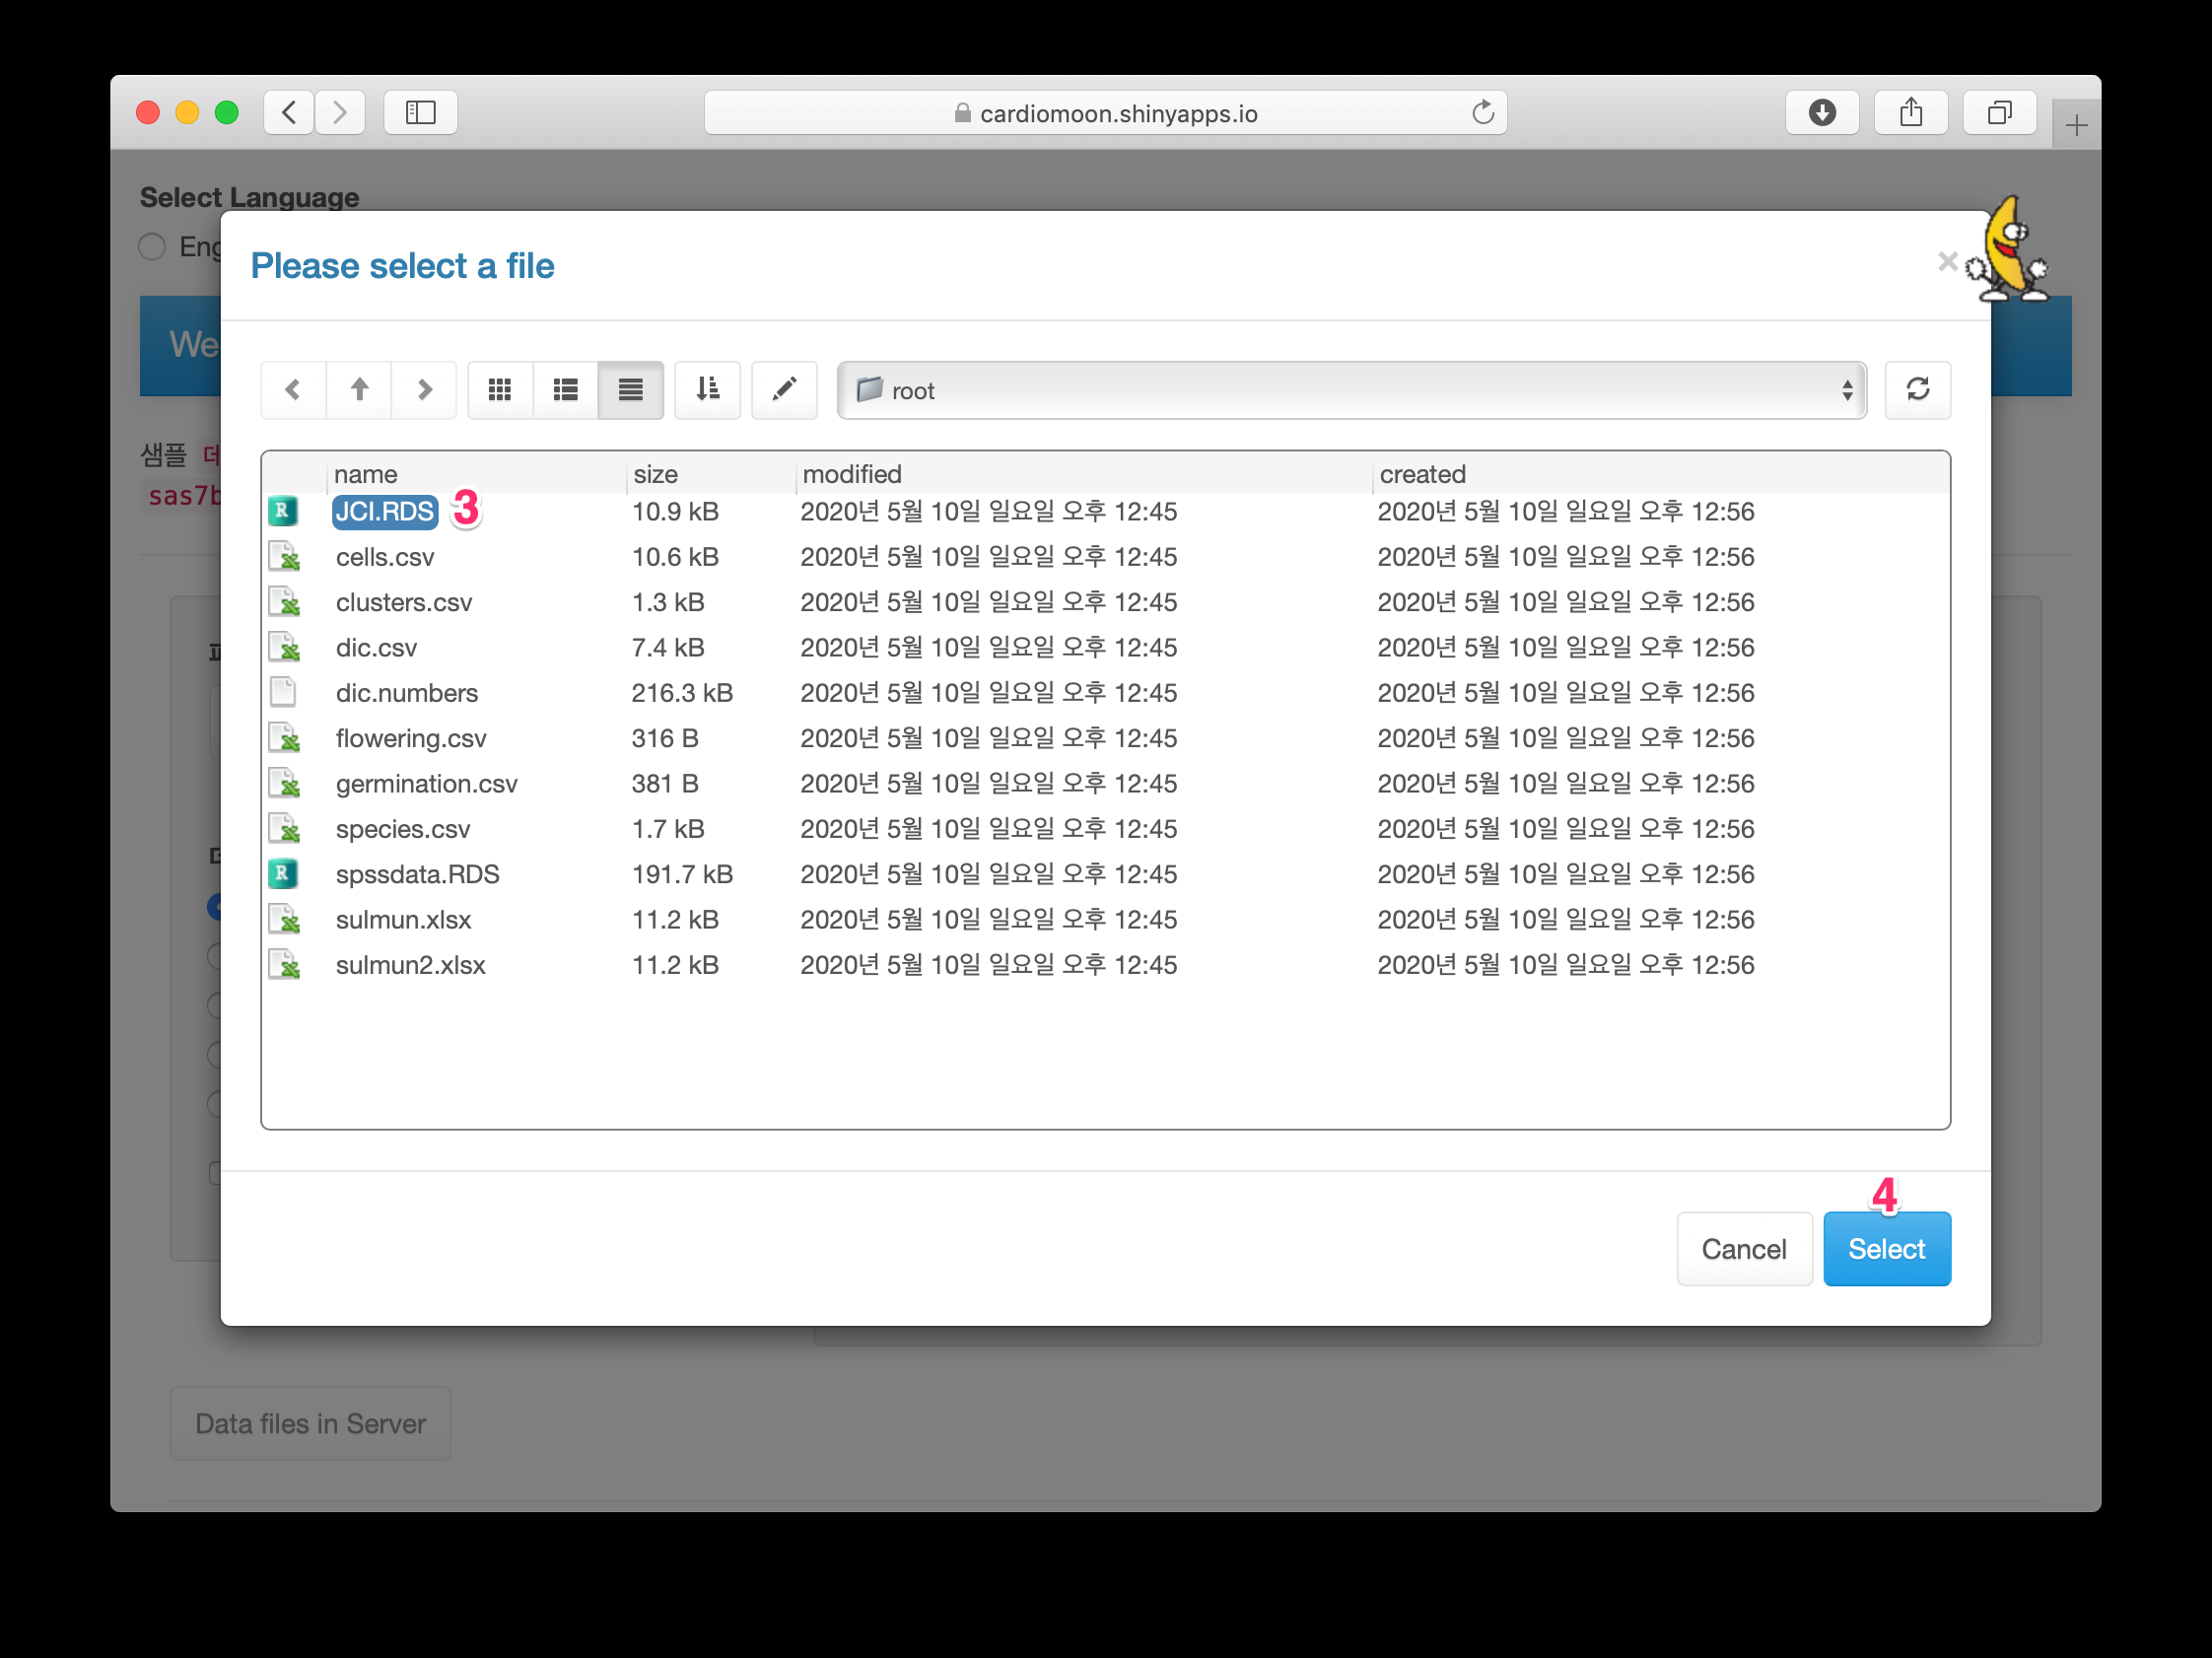 cardiomoon.shinyapps.io
Select Language
Eng
Please select a file
We
root
샘플
sas7b
name size modified created
JCI.RDS 3 10.9 kB 2020년 5월 10일 일요일 오후 12:45 2020년 5월 10일 일요일 오후 12:56
cells.csv 10.6 kB 2020년 5월 10일 일요일 오후 12:45 2020년 5월 10일 일요일 오후 12:56
clusters.csv 1.3 kB 2020년 5월 10일 일요일 오후 12:45 2020년 5월 10일 일요일 오후 12:56
dic.csv 7.4 kB 2020년 5월 10일 일요일 오후 12:45 2020년 5월 10일 일요일 오후 12:56
dic.numbers 216.3 kB 2020년 5월 10일 일요일 오후 12:45 2020년 5월 10일 일요일 오후 12:56
flowering.csv 316 B 2020년 5월 10일 일요일 오후 12:45 2020년 5월 10일 일요일 오후 12:56
germination.csv 381 B 2020년 5월 10일 일요일 오후 12:45 2020년 5월 10일 일요일 오후 12:56
species.csv 1.7 kB 2020년 5월 10일 일요일 오후 12:45 2020년 5월 10일 일요일 오후 12:56
spssdata.RDS 191.7 kB 2020년 5월 10일 일요일 오후 12:45 2020년 5월 10일 일요일 오후 12:56
sulmun.xlsx 11.2 kB 2020년 5월 10일 일요일 오후 12:45 2020년 5월 10일 일요일 오후 12:56
sulmun2.xlsx 11.2 kB 2020년 5월 10일 일요일 오후 12:45 2020년 5월 10일 일요일 오후 12:56
4
Cancel Select
Data files in Server